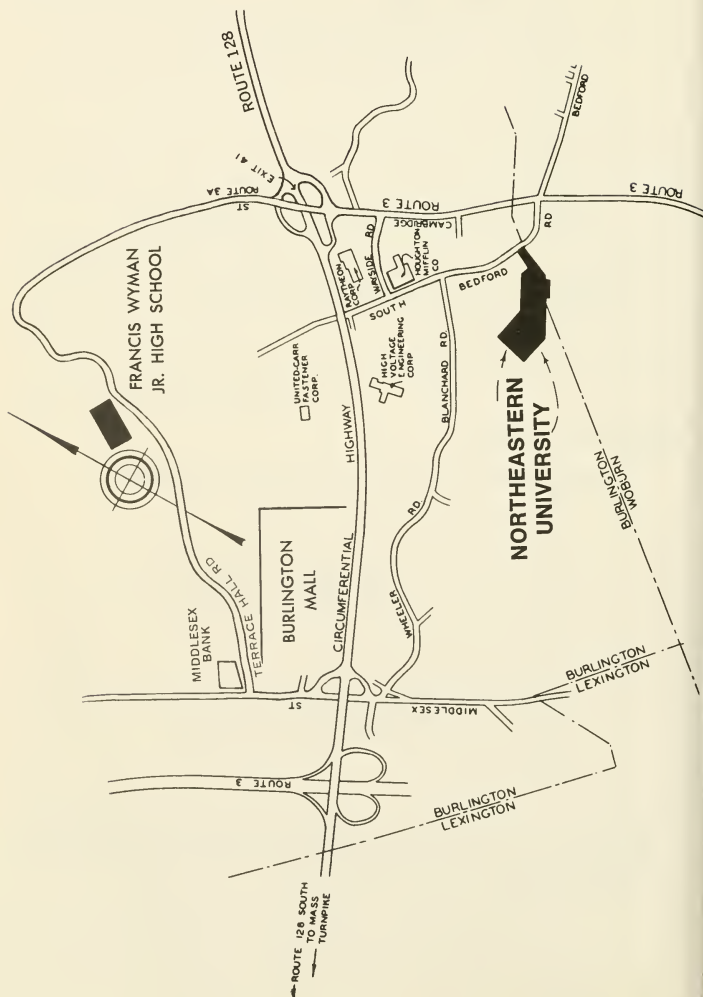 ROUTE 128
EXIT 41
ROUTE 3A
ST
FRANCIS WYMAN
JR. HIGH SCHOOL
ROUTE 3
CAMBRIDGE
BEDFORD
ROUTE 3
RAYTHEON
CORP.
WAYSIDE RD
HOUGHTON
MIFFLIN
CO
SOUTH
BEDFORD
RD
UNITED-CARR
FASTENER
CORP.
HIGH
VOLTAGE
ENGINEERING
CORP
HIGHWAY
BLANCHARD RD.
NORTHEASTERN
UNIVERSITY
BURLINGTON
WOBURN
MIDDLESEX
BANK
TERRACE HALL RD
BURLINGTON
MALL
CIRCUMFERENTIAL
WHEELER
RD.
ST
MIDDLESEX
BURLINGTON
LEXINGTON
ROUTE 3
BURLINGTON
LEXINGTON
ROUTE 128 SOUTH
TO MASS
TURNPIKE